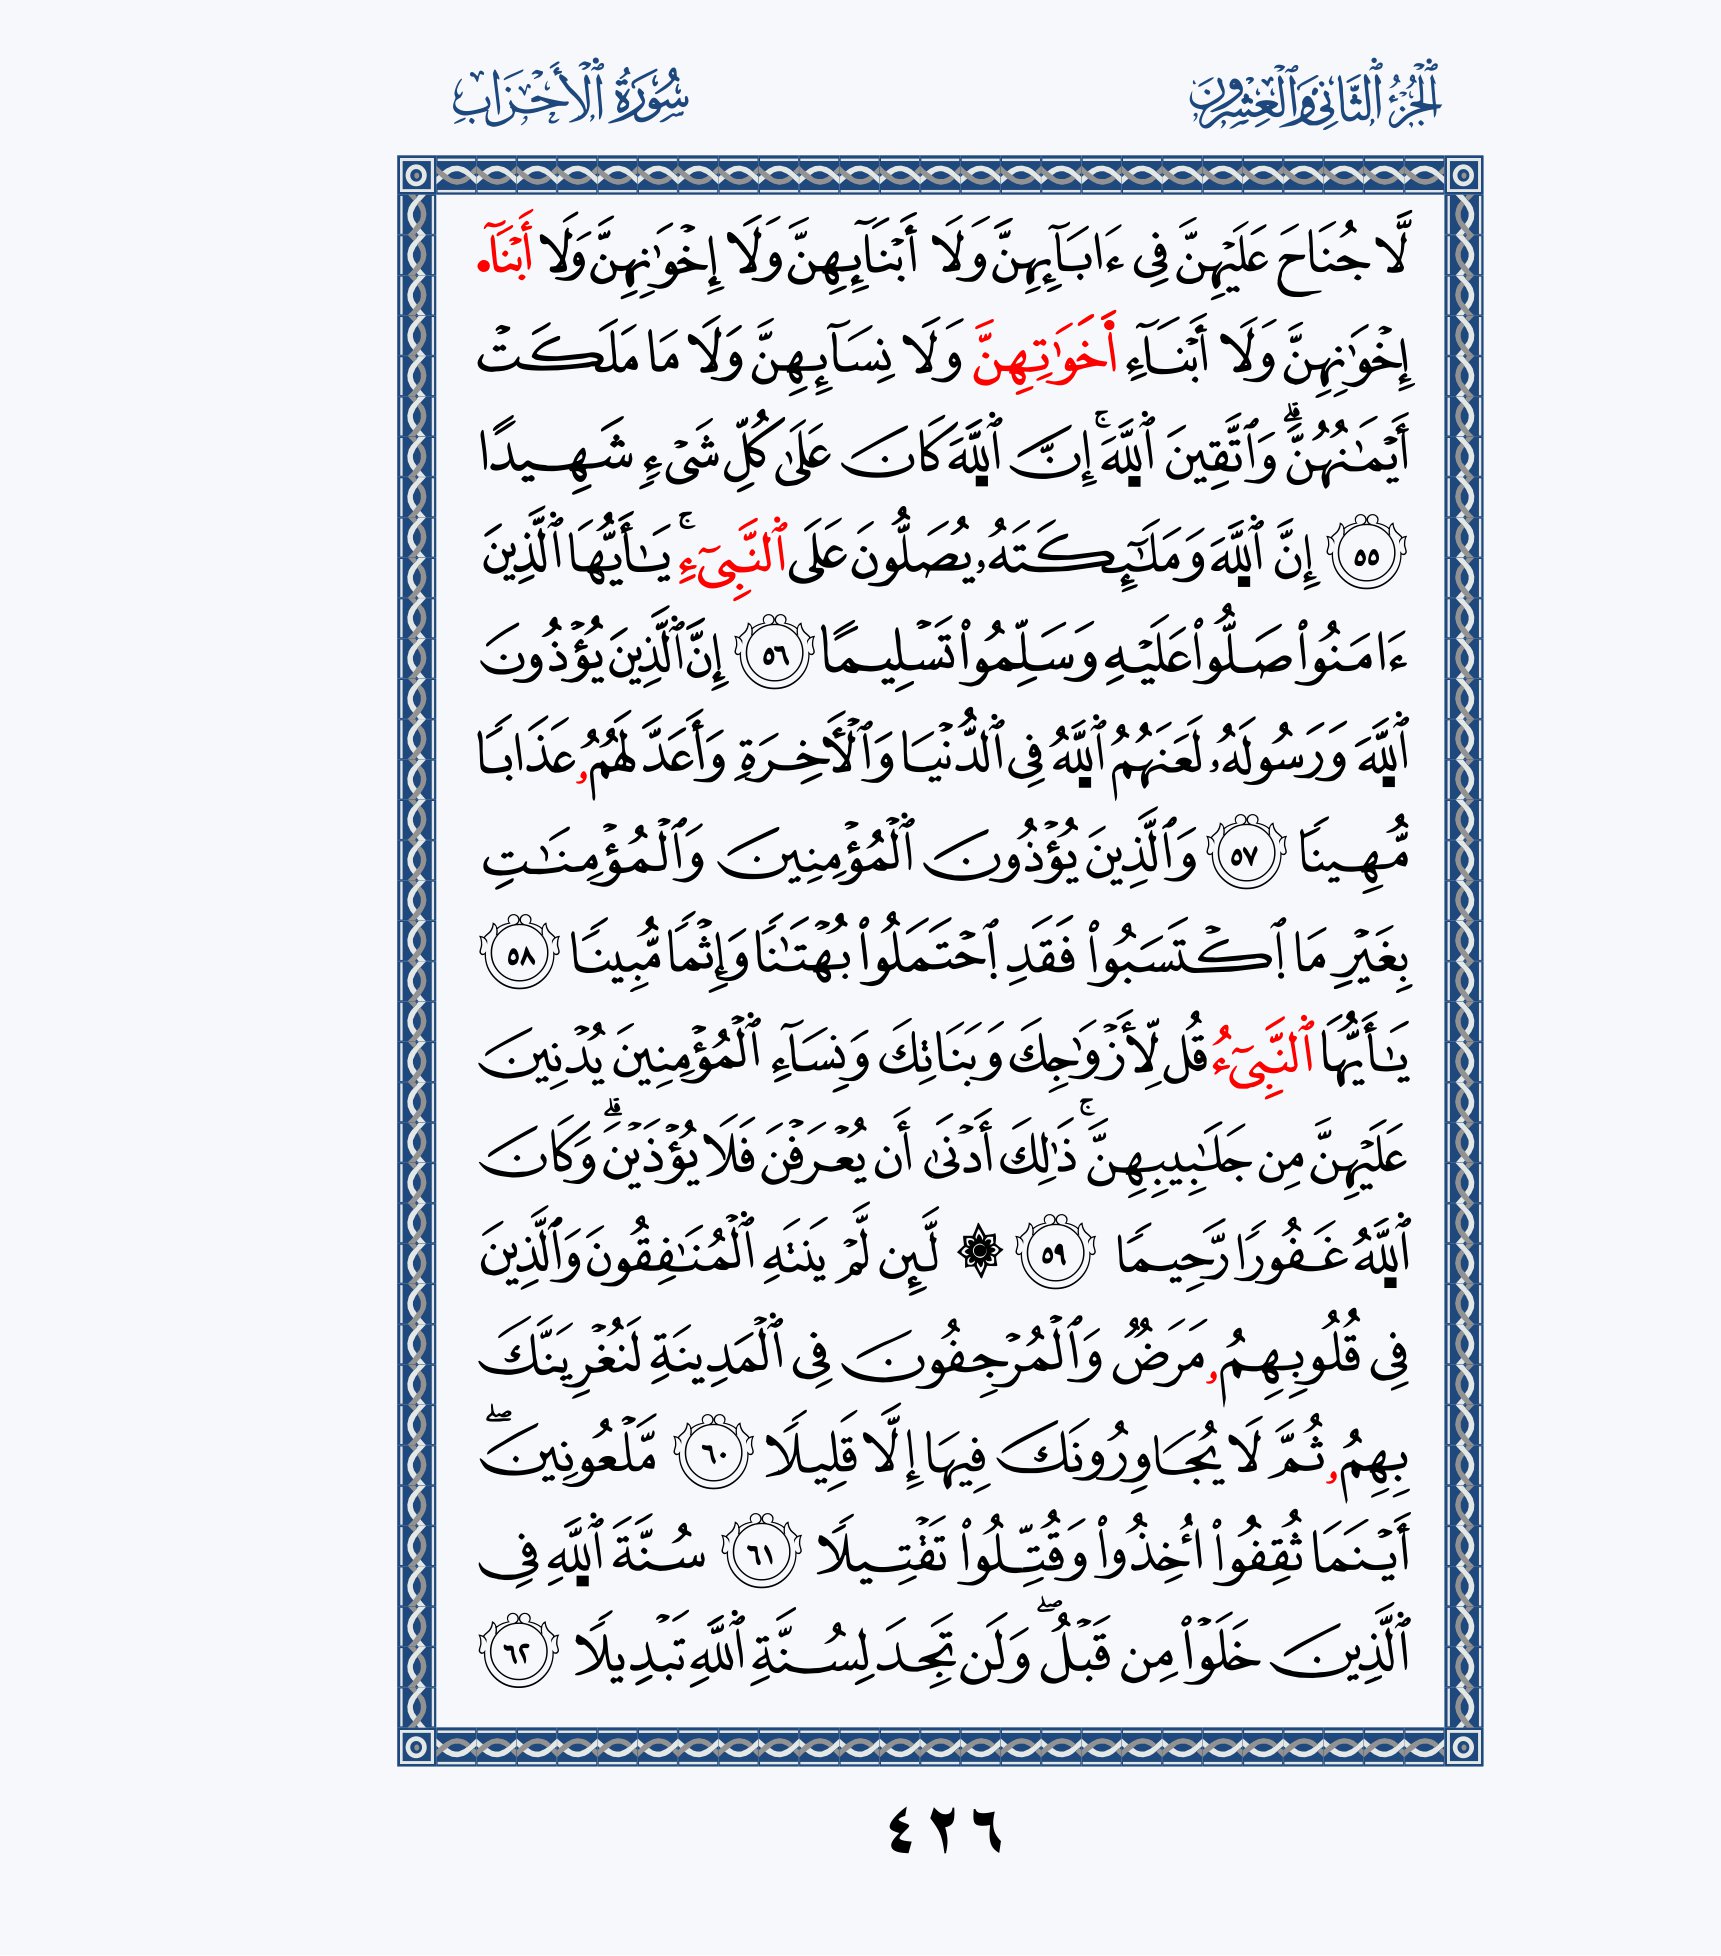 الجُزْءُ ٱلثَّانِي وَٱلْعِشْرُونَ
سُورَةُ ٱلْأَحْزَابِ
لَّا جُنَاحَ عَلَيْهِنَّ فِى ءَابَآئِهِنَّ وَلَا أَبْنَآئِهِنَّ وَلَا إِخْوَٰنِهِنَّ وَلَا أَبْنَآ•
إِخْوَٰنِهِنَّ وَلَا أَبْنَآءِ أَخَوَٰتِهِنَّ وَلَا نِسَآئِهِنَّ وَلَا مَا مَلَكَتْ
أَيْمَٰنُهُنَّ ۗ وَٱتَّقِينَ ٱللَّهَ ۚ إِنَّ ٱللَّهَ كَانَ عَلَىٰ كُلِّ شَىْءٍ شَهِيدًا
٥٥ إِنَّ ٱللَّهَ وَمَلَٰٓئِكَتَهُۥ يُصَلُّونَ عَلَى ٱلنَّبِىٓءِ ۚ يَٰأَيُّهَا ٱلَّذِينَ
ءَامَنُواْ صَلُّواْ عَلَيْهِ وَسَلِّمُواْ تَسْلِيمًا ٥٦ إِنَّ ٱلَّذِينَ يُؤْذُونَ
ٱللَّهَ وَرَسُولَهُۥ لَعَنَهُمُ ٱللَّهُ فِى ٱلدُّنْيَا وَٱلْأَخِرَةِ وَأَعَدَّ لَهُمُۥ عَذَابًا
مُّهِينًا ٥٧ وَٱلَّذِينَ يُؤْذُونَ ٱلْمُؤْمِنِينَ وَٱلْمُؤْمِنَٰتِ
بِغَيْرِ مَا ٱكْتَسَبُواْ فَقَدِ ٱحْتَمَلُواْ بُهْتَٰنًا وَإِثْمًا مُّبِينًا ٥٨
يَٰأَيُّهَا ٱلنَّبِىٓءُ قُل لِّأَزْوَٰجِكَ وَبَنَاتِكَ وَنِسَآءِ ٱلْمُؤْمِنِينَ يُدْنِينَ
عَلَيْهِنَّ مِن جَلَٰبِيبِهِنَّ ۚ ذَٰلِكَ أَدْنَىٰ أَن يُعْرَفْنَ فَلَا يُؤْذَيْنَ ۗ وَكَانَ
ٱللَّهُ غَفُورًا رَّحِيمًا ٥٩ ۞ لَّئِن لَّمْ يَنتَهِ ٱلْمُنَٰفِقُونَ وَٱلَّذِينَ
فِى قُلُوبِهِمُۥ مَرَضٌ وَٱلْمُرْجِفُونَ فِى ٱلْمَدِينَةِ لَنُغْرِيَنَّكَ
بِهِمُۥ ثُمَّ لَا يُجَاوِرُونَكَ فِيهَا إِلَّا قَلِيلًا ٦٠ مَّلْعُونِينَ ۖ
أَيْنَمَا ثُقِفُواْ أُخِذُواْ وَقُتِّلُواْ تَقْتِيلًا ٦١ سُنَّةَ ٱللَّهِ فِى
ٱلَّذِينَ خَلَوْاْ مِن قَبْلُ ۖ وَلَن تَجِدَ لِسُنَّةِ ٱللَّهِ تَبْدِيلًا ٦٢
٤٢٦